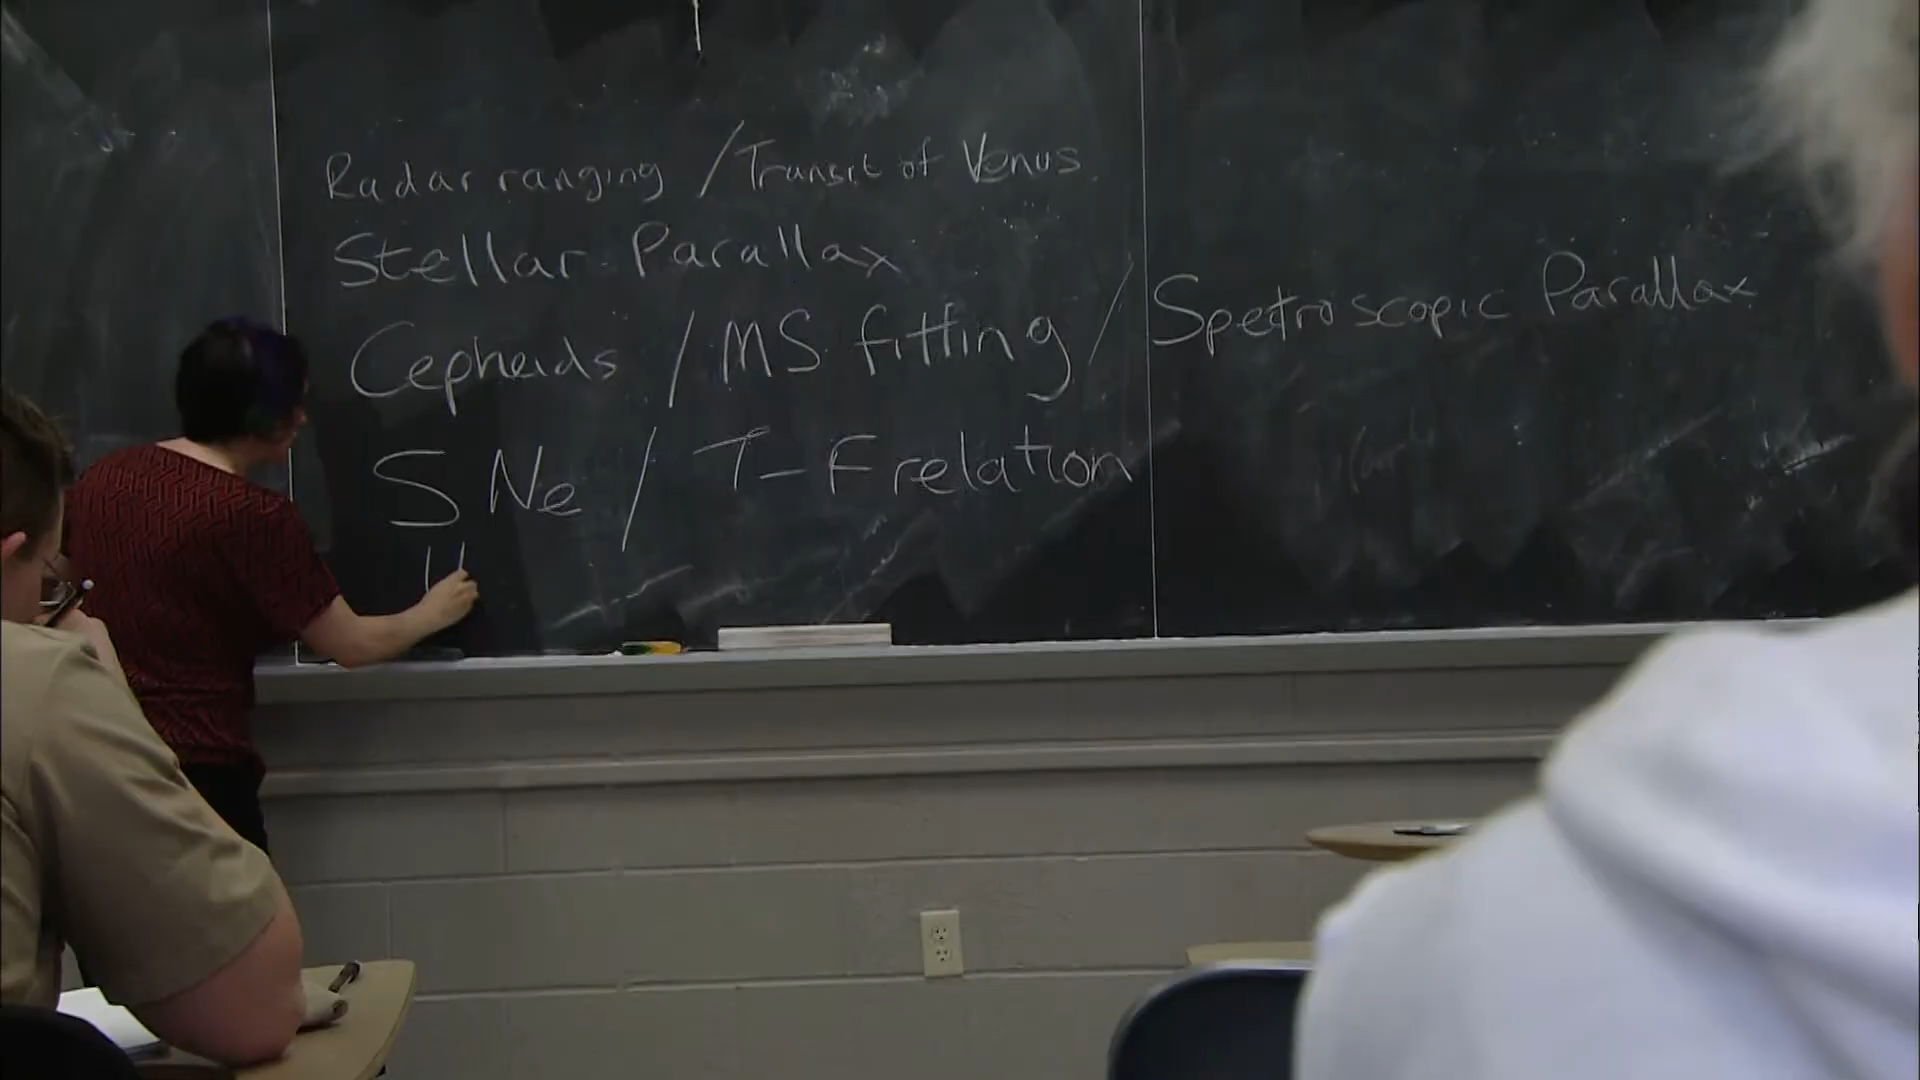 Radar ranging / Transit of Venus
Stellar Parallax
Cepheids / MS fitting / Spectroscopic Parallax
SNe / T-F relation